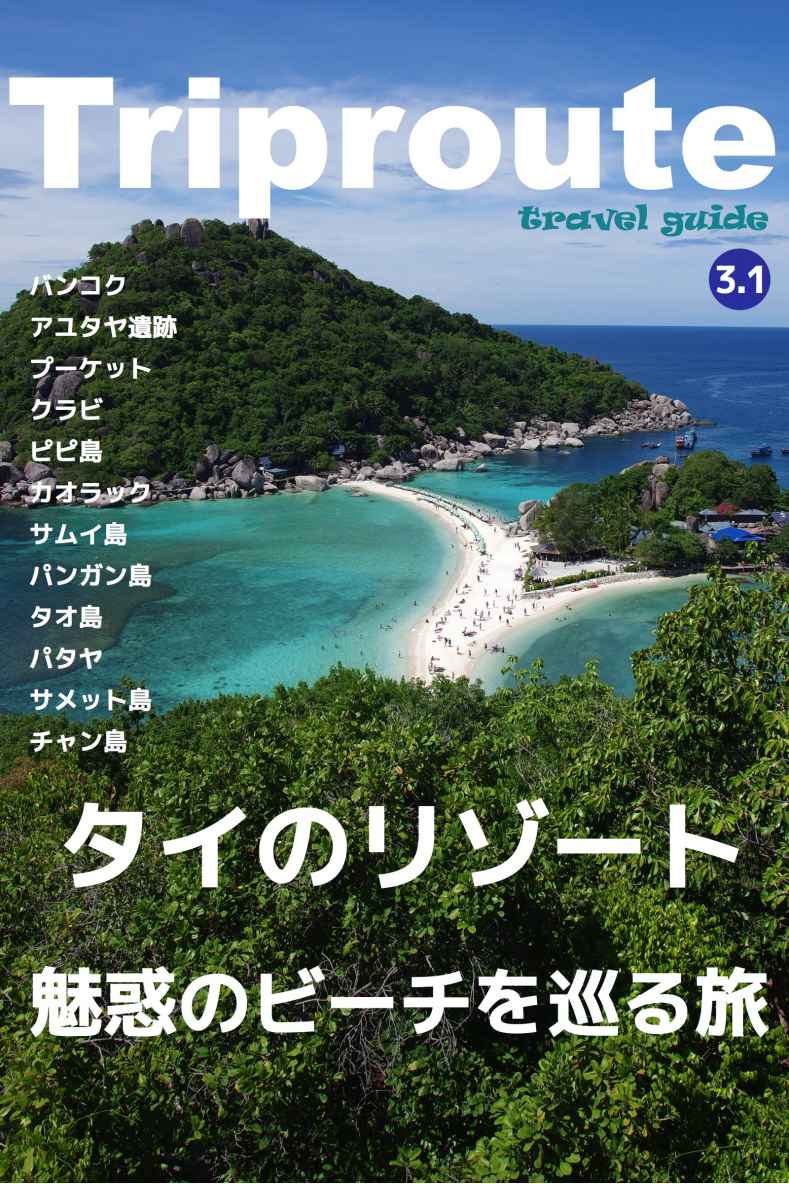 Triproute
travel guide
3.1
バンコク
アユタヤ遺跡
プーケット
クラビ
ピピ島
カオラック
サムイ島
パンガン島
タオ島
パタヤ
サメット島
チャン島
タイのリゾート
魅惑のビーチを巡る旅